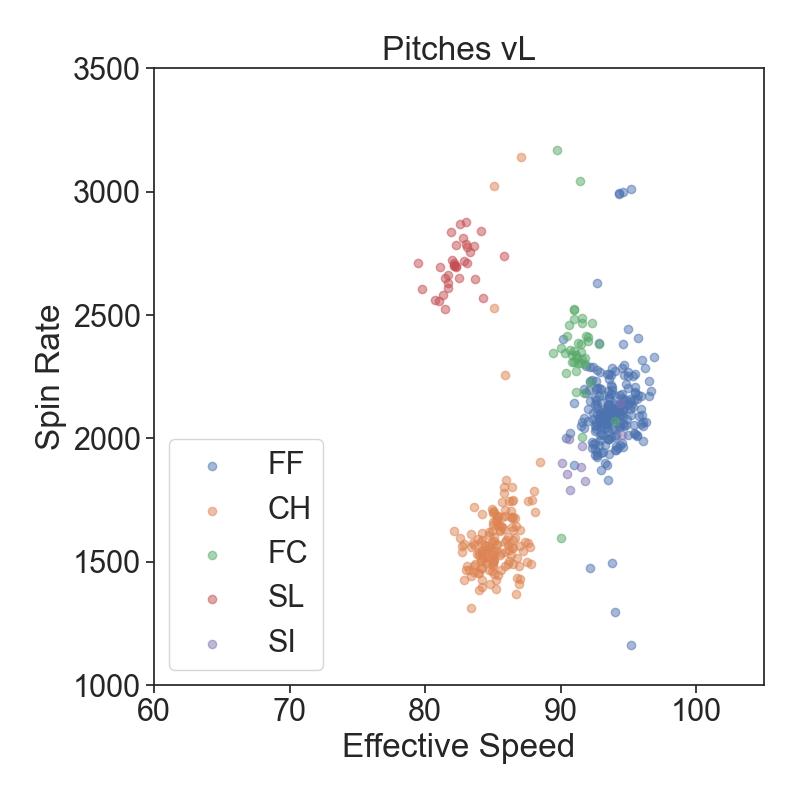 Pitches vL
3500
3000
2500
2000
1500
1000
Spin Rate
FF
CH
FC
SL
SI
60 70 80 90 100
Effective Speed